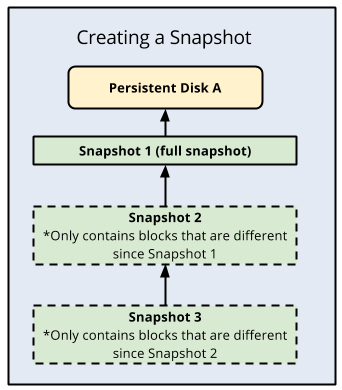 Creating a Snapshot
Persistent Disk A
Snapshot 1 (full snapshot)
Snapshot 2
*Only contains blocks that are different
since Snapshot 1
Snapshot 3
*Only contains blocks that are different
since Snapshot 2